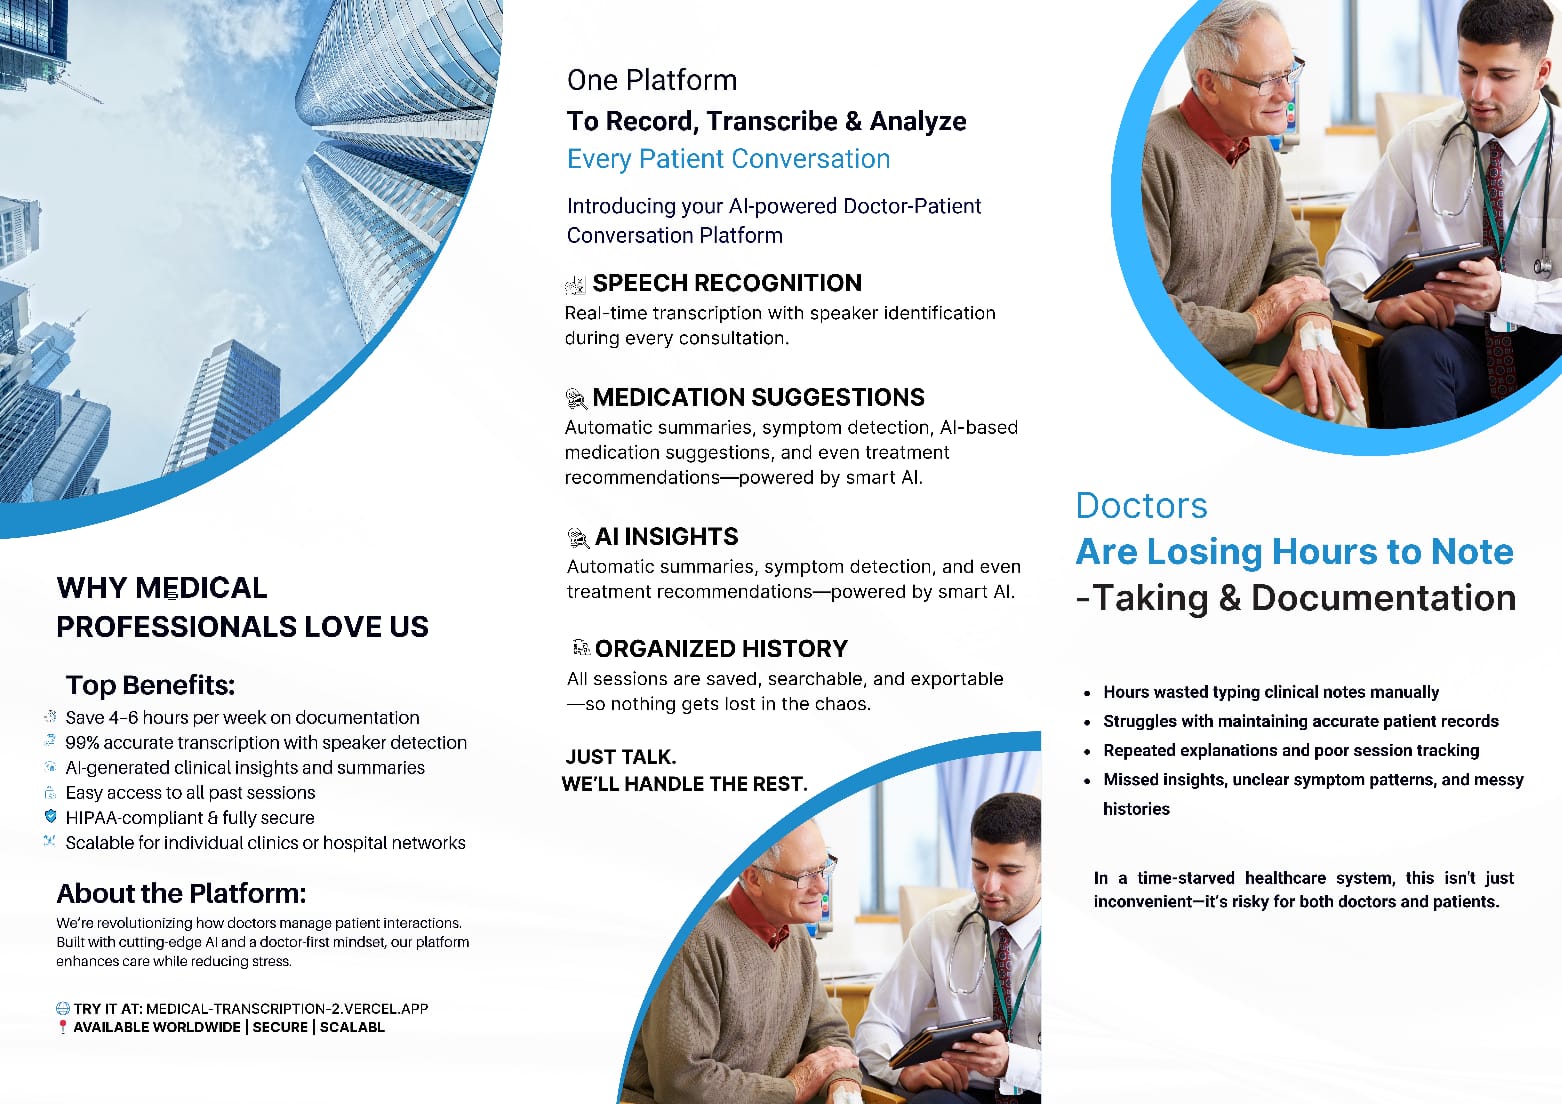 WHY MEDICAL
PROFESSIONALS LOVE US
Top Benefits:
Save 4–6 hours per week on documentation
99% accurate transcription with speaker detection
AI-generated clinical insights and summaries
Easy access to all past sessions
HIPAA-compliant & fully secure
Scalable for individual clinics or hospital networks
About the Platform:
We’re revolutionizing how doctors manage patient interactions.
Built with cutting-edge AI and a doctor-first mindset, our platform
enhances care while reducing stress.
TRY IT AT: MEDICAL-TRANSCRIPTION-2.VERCEL.APP
AVAILABLE WORLDWIDE | SECURE | SCALABL
One Platform
To Record, Transcribe & Analyze
Every Patient Conversation
Introducing your AI-powered Doctor-Patient
Conversation Platform
SPEECH RECOGNITION
Real-time transcription with speaker identification
during every consultation.
MEDICATION SUGGESTIONS
Automatic summaries, symptom detection, AI-based
medication suggestions, and even treatment
recommendations—powered by smart AI.
AI INSIGHTS
Automatic summaries, symptom detection, and even
treatment recommendations—powered by smart AI.
ORGANIZED HISTORY
All sessions are saved, searchable, and exportable
—so nothing gets lost in the chaos.
JUST TALK.
WE’LL HANDLE THE REST.
Doctors
Are Losing Hours to Note
-Taking & Documentation
• Hours wasted typing clinical notes manually
• Struggles with maintaining accurate patient records
• Repeated explanations and poor session tracking
• Missed insights, unclear symptom patterns, and messy
histories
In a time-starved healthcare system, this isn’t just
inconvenient—it’s risky for both doctors and patients.